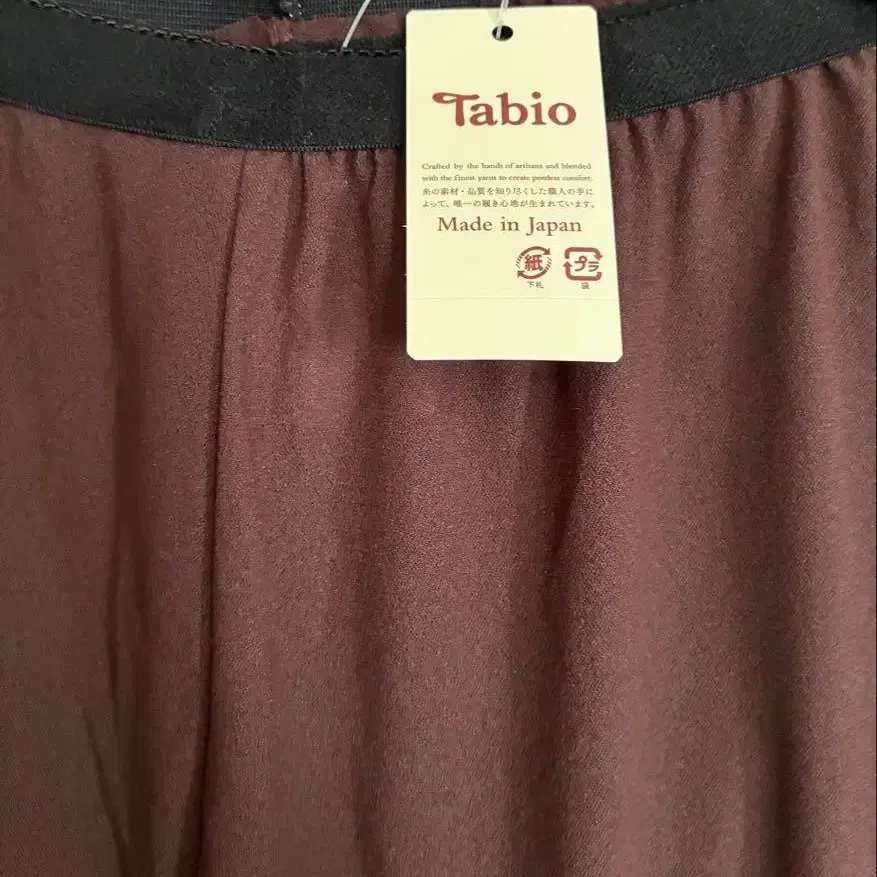 Tabio
Crafted by the hands of artisans and blended
with the finest yarns to create peerless comfort.
糸の素材・品質を知り尽くした職人の手に
よって、唯一の履き心地が生まれています。
Made in Japan
紙 プラ
下札 袋